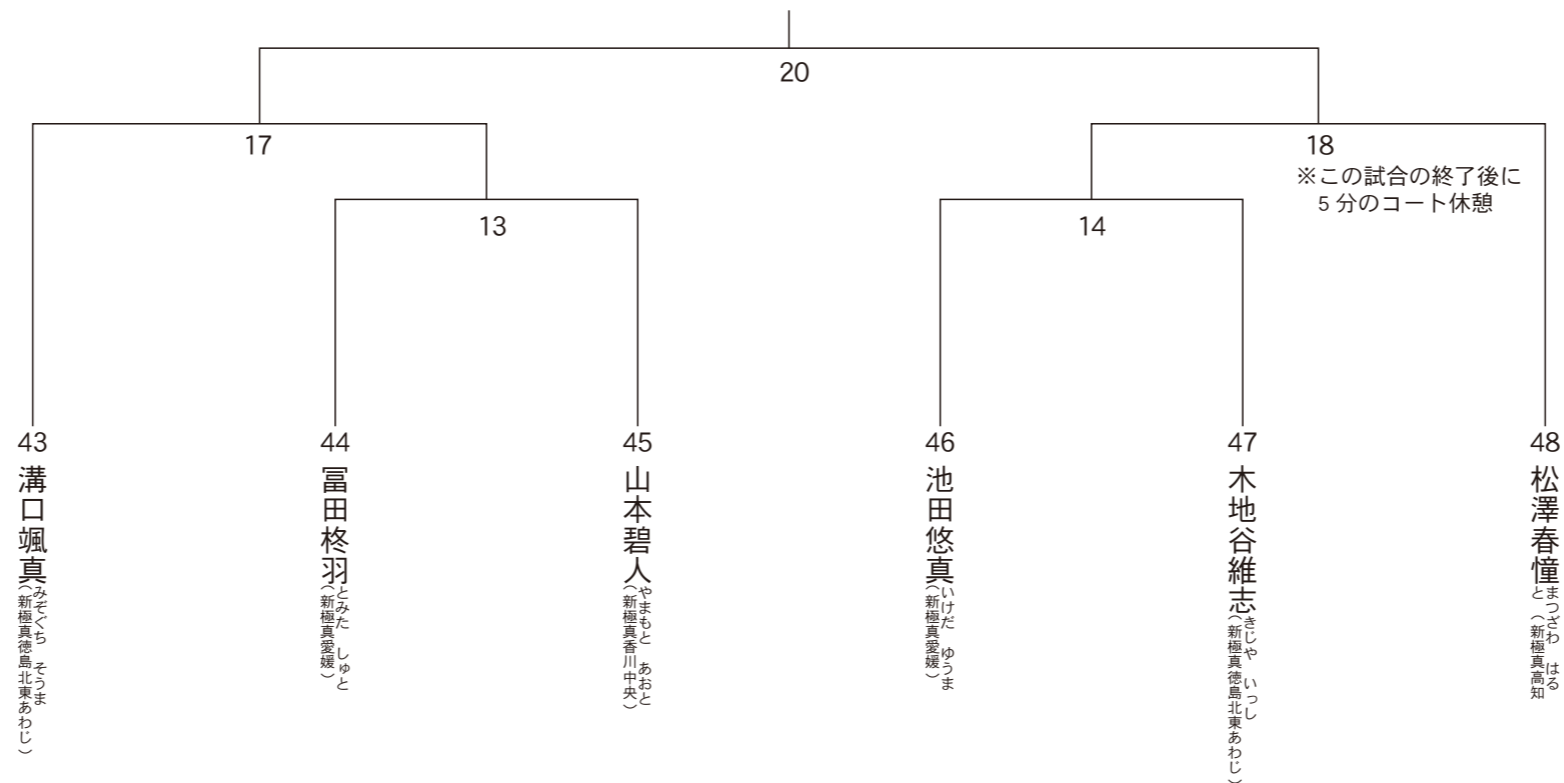 20
17
18
※この試合の終了後に
5分のコート休憩
13
14
43
溝口颯真
みぞぐち そうま
（新極真徳島北東あわじ）
44
冨田柊羽
とみた しゅと
（新極真愛媛）
45
山本碧人
やまもと あおと
（新極真香川中央）
46
池田悠真
いけだ ゆうま
（新極真愛媛）
47
木地谷維志
きじや いっし
（新極真徳島北東あわじ）
48
松澤春憧
まつざわ はる
と（新極真高知